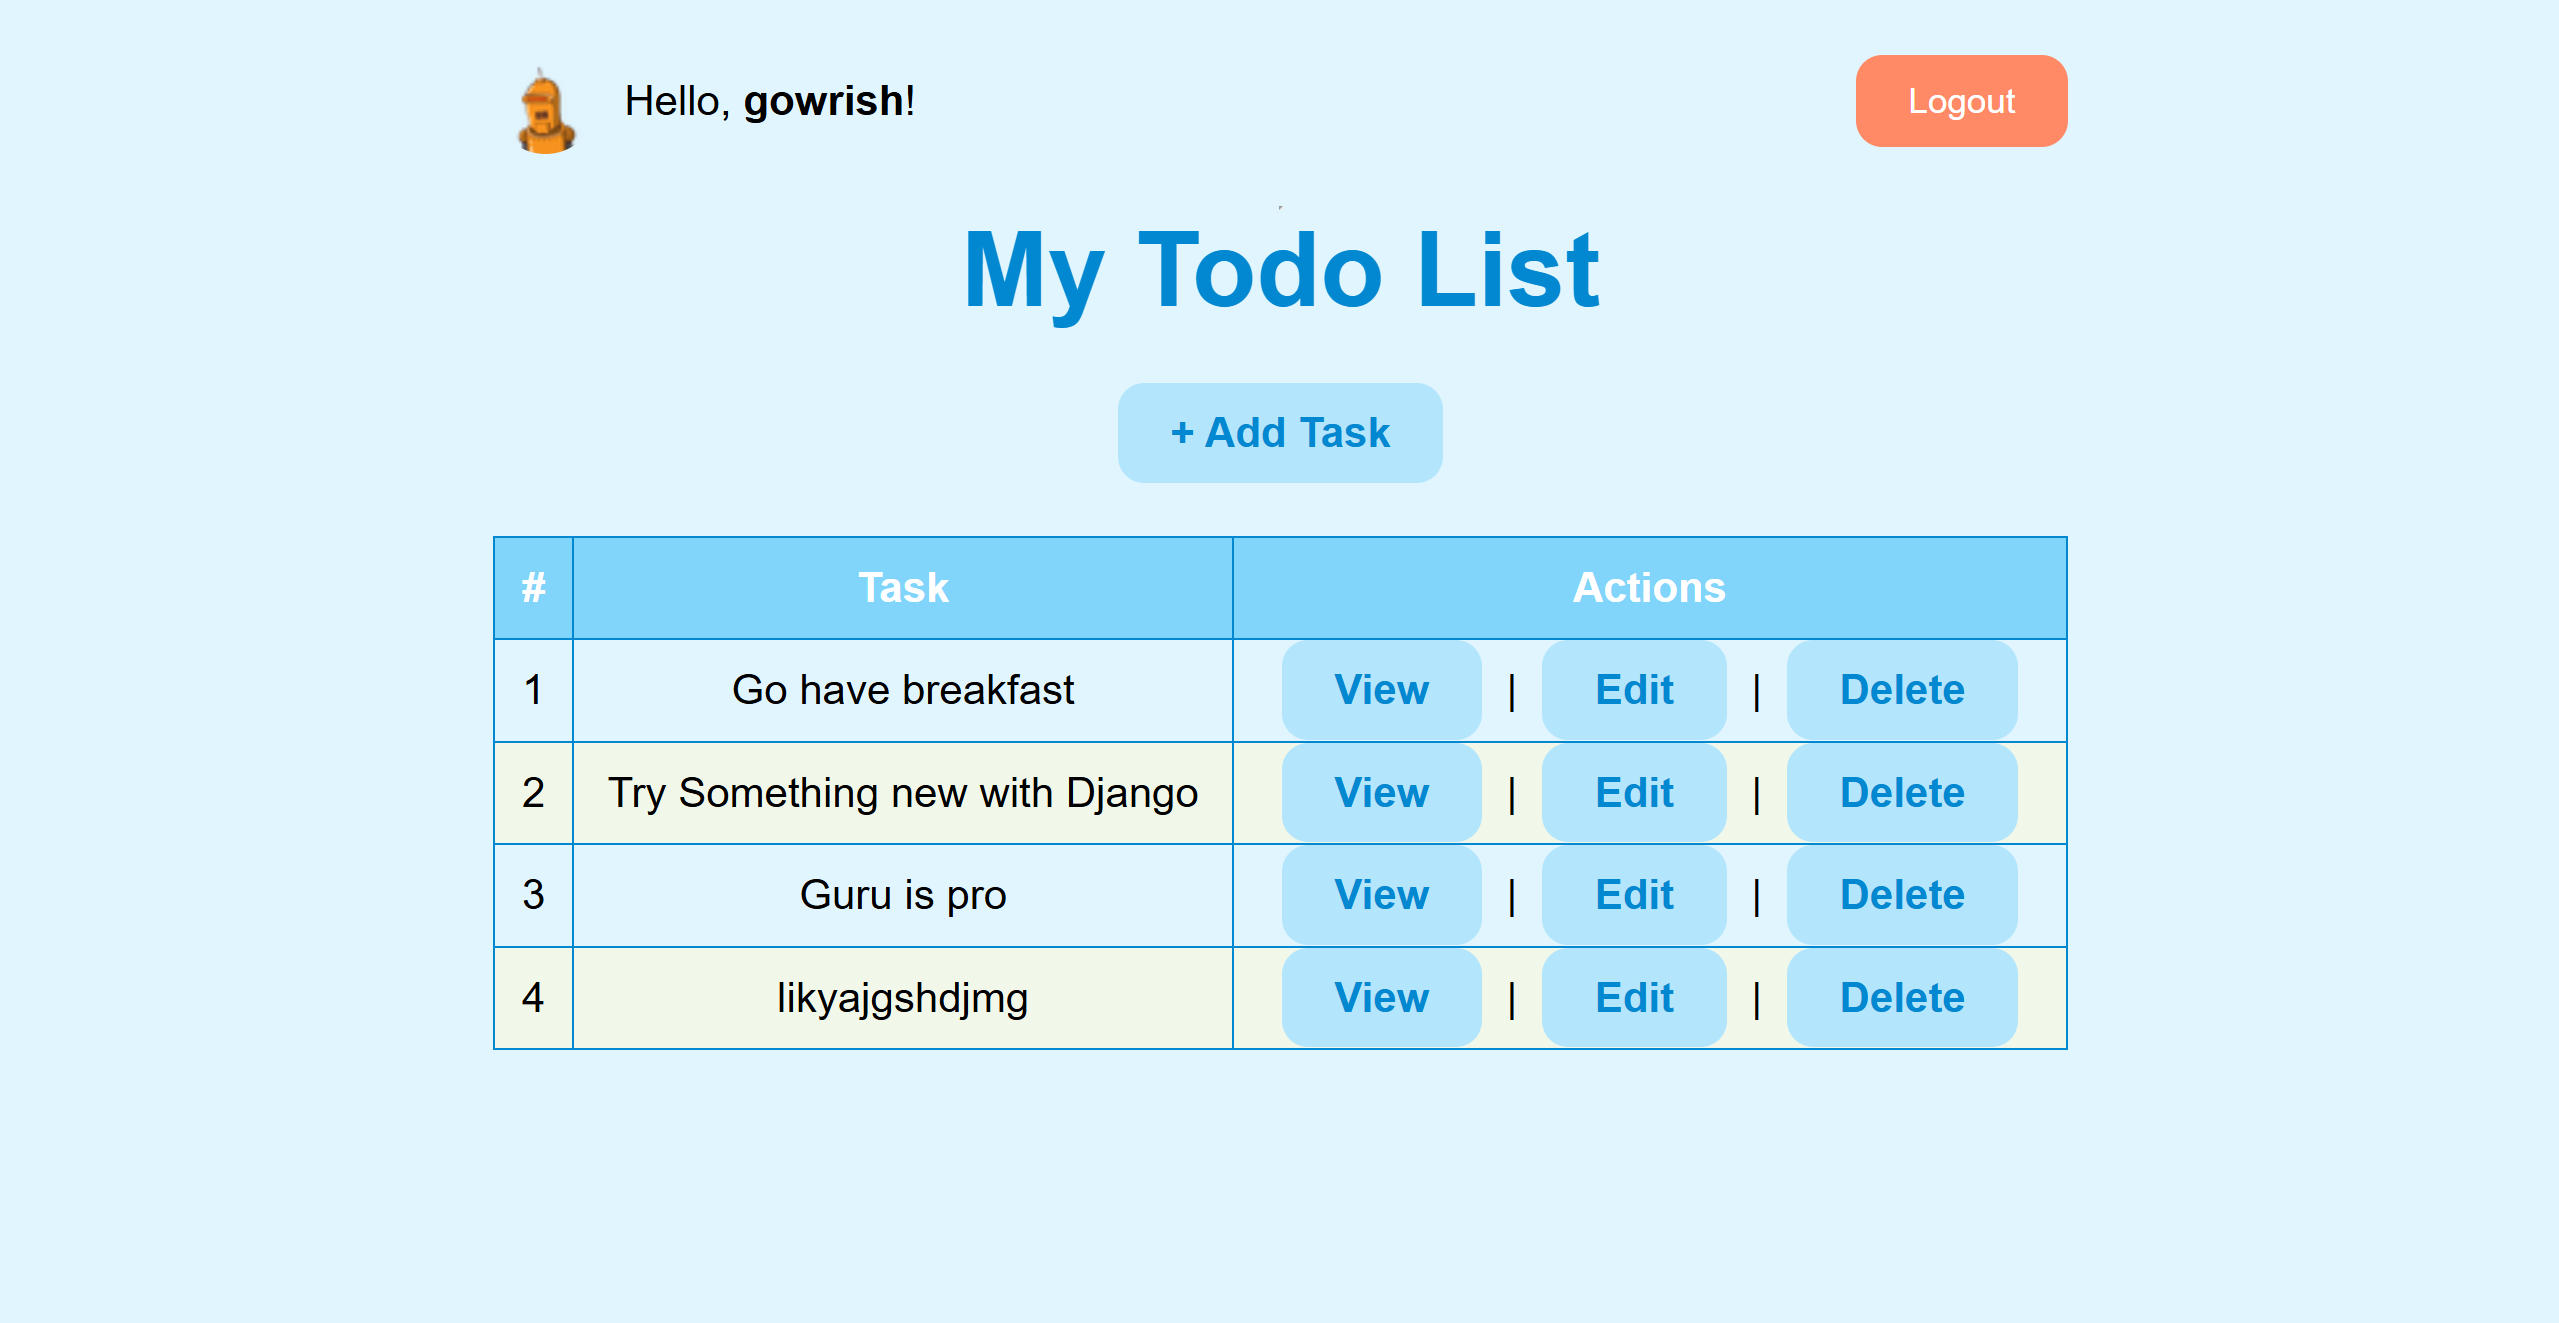 Hello, gowrish!
Logout
My Todo List
+ Add Task
# Task Actions
1 Go have breakfast View | Edit | Delete
2 Try Something new with Django View | Edit | Delete
3 Guru is pro View | Edit | Delete
4 likyajgshdjmg View | Edit | Delete